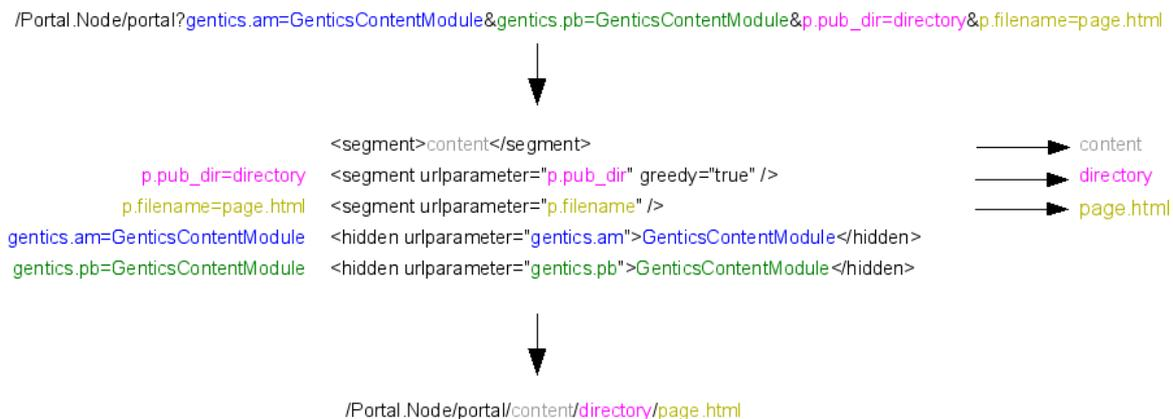 /Portal.Node/portal?gentics.am=GenticsContentModule&gentics.pb=GenticsContentModule&p.pub_dir=directory&p.filename=page.html
<segment>content</segment> content
p.pub_dir=directory <segment urlparameter="p.pub_dir" greedy="true" /> directory
p.filename=page.html <segment urlparameter="p.filename" /> page.html
gentics.am=GenticsContentModule <hidden urlparameter="gentics.am">GenticsContentModule</hidden>
gentics.pb=GenticsContentModule <hidden urlparameter="gentics.pb">GenticsContentModule</hidden>
/Portal.Node/portal/content/directory/page.html